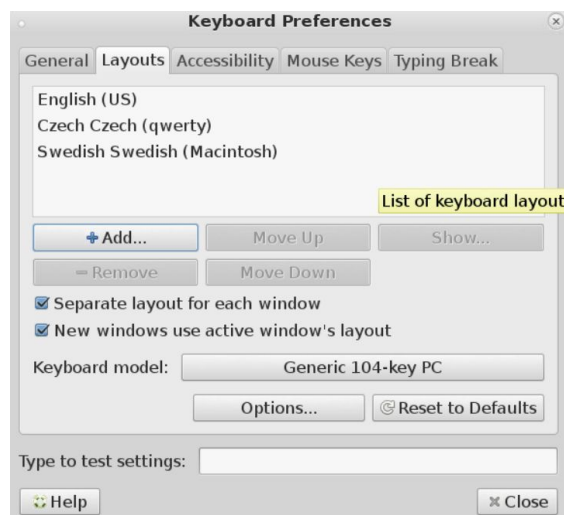 Keyboard Preferences
General Layouts Accessibility Mouse Keys Typing Break
English (US)
Czech Czech (qwerty)
Swedish Swedish (Macintosh)
List of keyboard layout
Add... Move Up Show...
Remove Move Down
Separate layout for each window
New windows use active window's layout
Keyboard model: Generic 104-key PC
Options... Reset to Defaults
Type to test settings:
Help Close